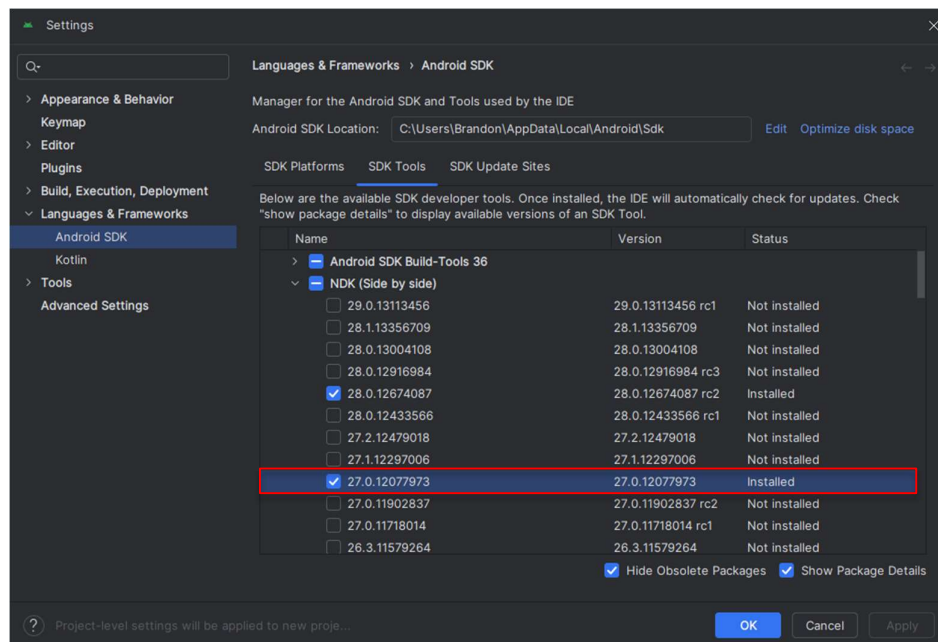 Settings
Languages & Frameworks › Android SDK
Appearance & Behavior
Keymap
Editor
Plugins
Build, Execution, Deployment
Languages & Frameworks
Android SDK
Kotlin
Tools
Advanced Settings
Manager for the Android SDK and Tools used by the IDE
Android SDK Location: C:\Users\Brandon\AppData\Local\Android\Sdk Edit Optimize disk space
SDK Platforms SDK Tools SDK Update Sites
Below are the available SDK developer tools. Once installed, the IDE will automatically check for updates. Check
"show package details" to display available versions of an SDK Tool.
Name Version Status
Android SDK Build-Tools 36
NDK (Side by side)
29.0.13113456 29.0.13113456 rc1 Not installed
28.1.13356709 28.1.13356709 Not installed
28.0.13004108 28.0.13004108 Not installed
28.0.12916984 28.0.12916984 rc3 Not installed
28.0.12674087 28.0.12674087 rc2 Installed
28.0.12433566 28.0.12433566 rc1 Not installed
27.2.12479018 27.2.12479018 Not installed
27.1.12297006 27.1.12297006 Not installed
27.0.12077973 27.0.12077973 Installed
27.0.11902837 27.0.11902837 rc2 Not installed
27.0.11718014 27.0.11718014 rc1 Not installed
26.3.11579264 26.3.11579264 Not installed
Hide Obsolete Packages Show Package Details
? Project-level settings will be applied to new proje...
OK Cancel Apply